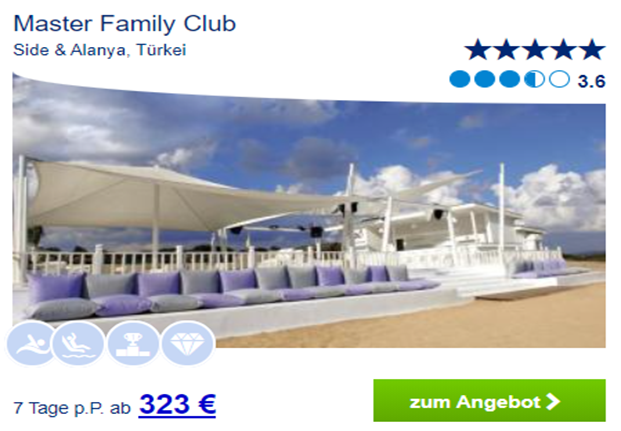 Master Family Club
Side & Alanya, Türkei
3.6
7 Tage p.P. ab 323 €
zum Angebot